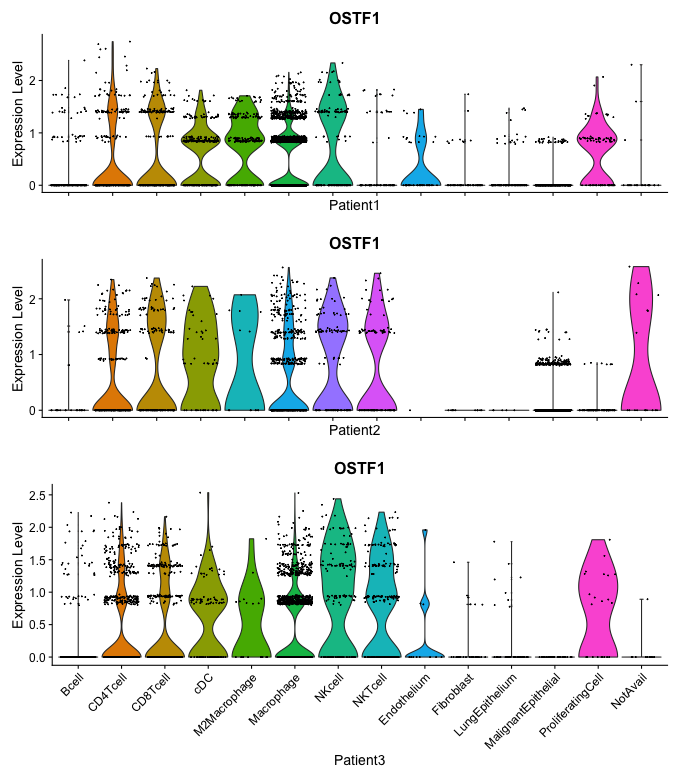 OSTF1
Expression Level
2
1
0
Patient1
OSTF1
Expression Level
2
1
0
Patient2
OSTF1
Expression Level
2.5
2.0
1.5
1.0
0.5
0.0
Bcell
CD4Tcell
CD8Tcell
cDC
M2Macrophage
Macrophage
NKcell
NKTcell
Endothelium
Fibroblast
LungEpithelium
MalignantEpithelial
ProliferatingCell
NotAvail
Patient3